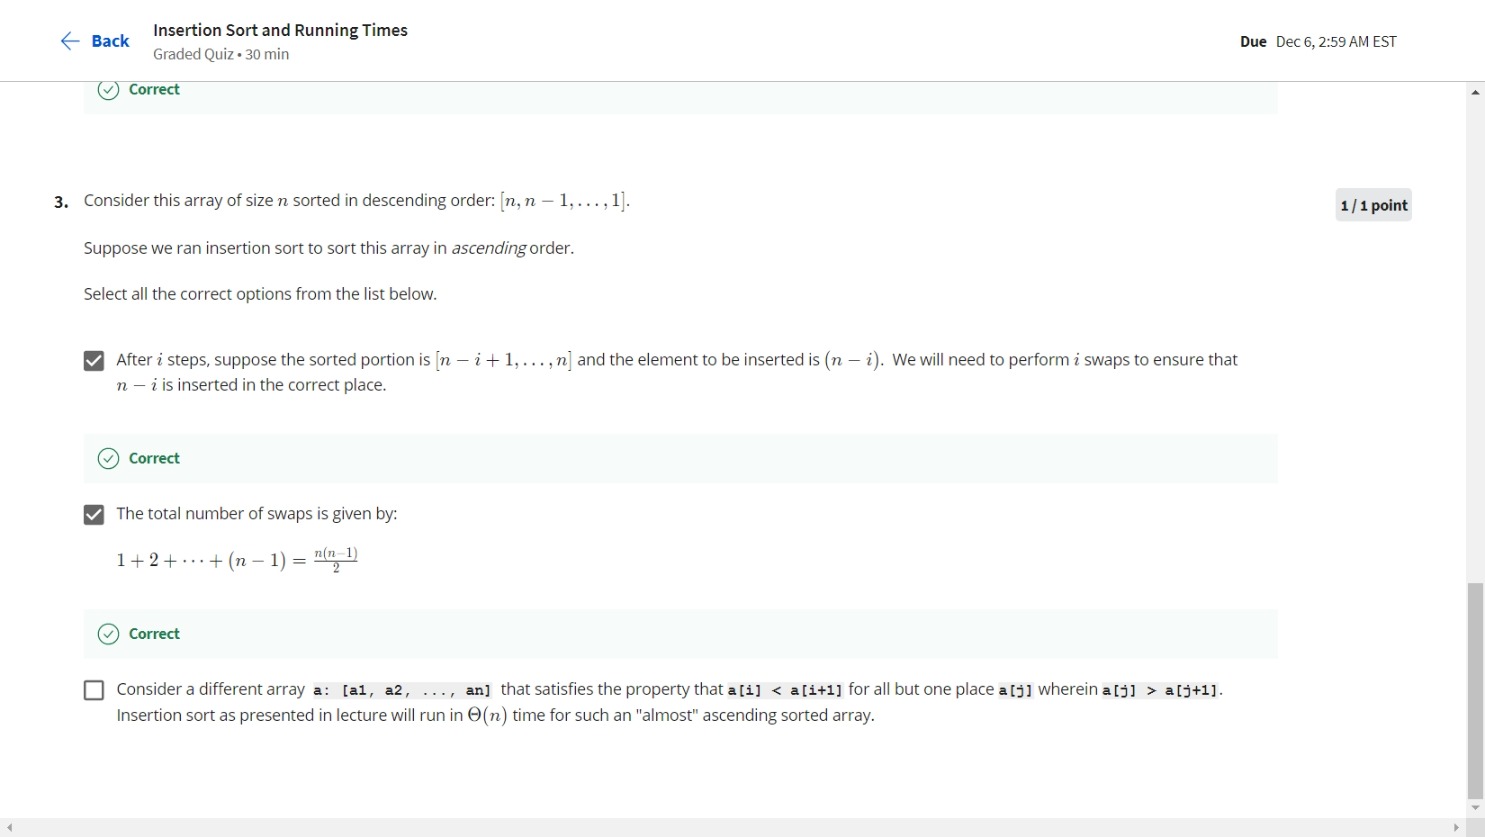 Back
Insertion Sort and Running Times
Graded Quiz • 30 min
Due Dec 6, 2:59 AM EST
Correct
3. Consider this array of size n sorted in descending order: [n, n − 1, . . . , 1].
1 / 1 point
Suppose we ran insertion sort to sort this array in ascending order.
Select all the correct options from the list below.
After i steps, suppose the sorted portion is [n − i + 1, . . . , n] and the element to be inserted is (n − i). We will need to perform i swaps to ensure that
n − i is inserted in the correct place.
Correct
The total number of swaps is given by:
1 + 2 + · · · + (n − 1) = n(n−1)/2
Correct
Consider a different array a: [a1, a2, ..., an] that satisfies the property that a[i] < a[i+1] for all but one place a[j] wherein a[j] > a[j+1].
Insertion sort as presented in lecture will run in Θ(n) time for such an "almost" ascending sorted array.